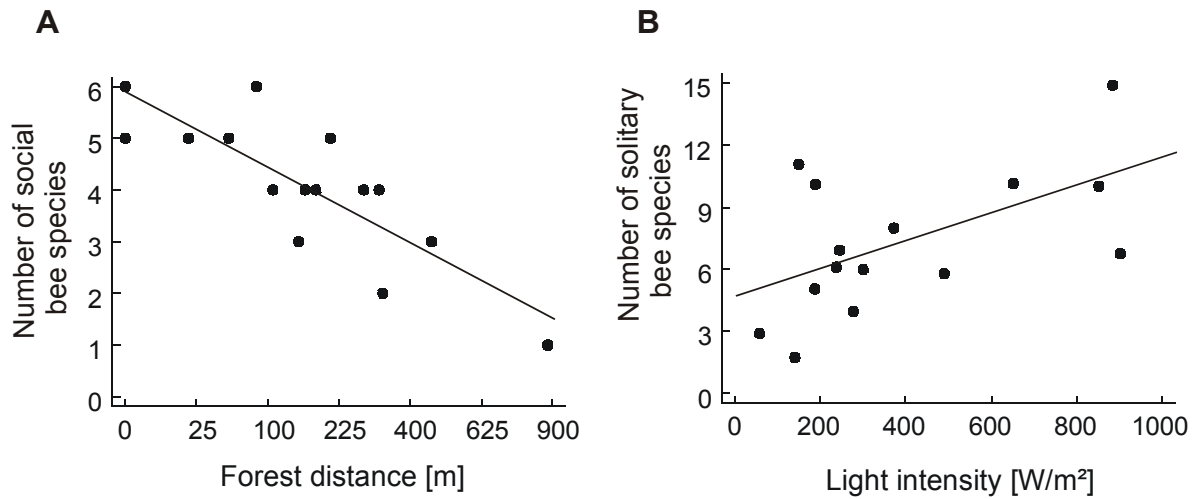 A
Number of social
bee species
6
5
4
3
2
1
0
0 25 100 225 400 625 900
Forest distance [m]
B
Number of solitary
bee species
15
12
9
6
3
0
0 200 400 600 800 1000
Light intensity [W/m²]